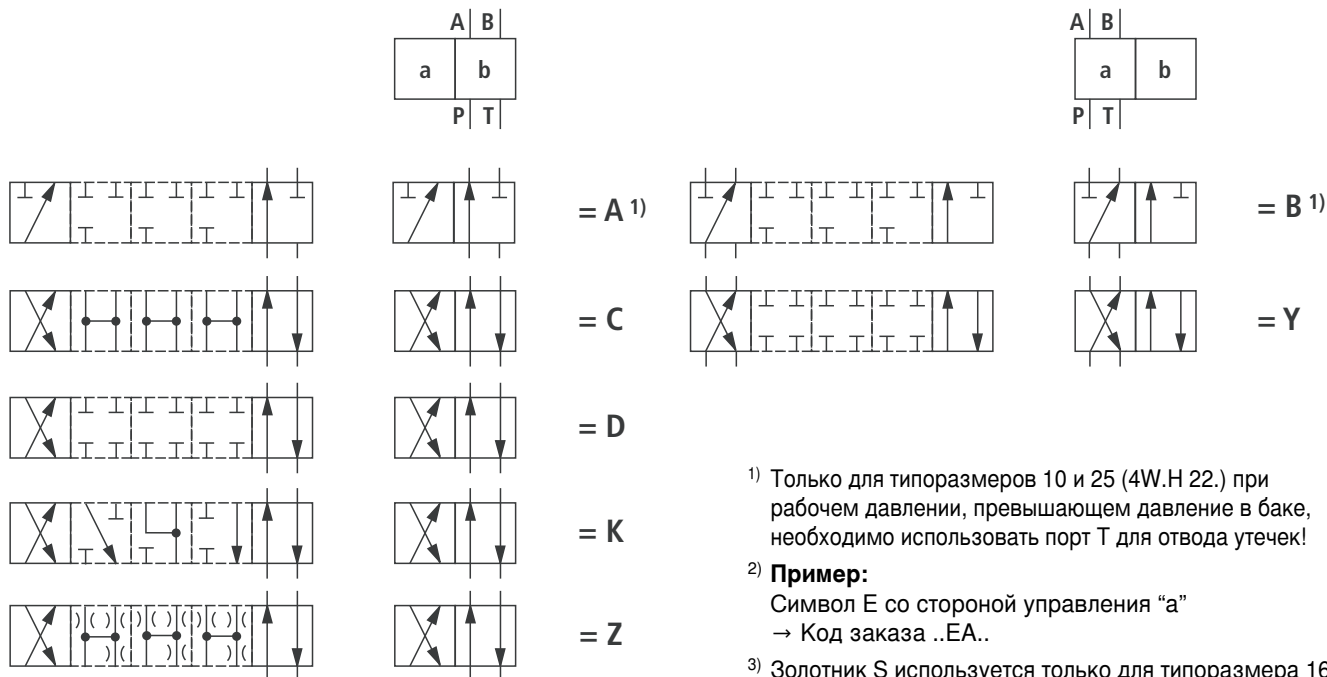 A B
a b
P T
A B
a b
P T
= A 1)
= B 1)
= C
= Y
= D
= K
= Z
1) Только для типоразмеров 10 и 25 (4W.H 22.) при
рабочем давлении, превышающем давление в баке,
необходимо использовать порт T для отвода утечек!
2) Пример:
Символ E со стороной управления “a”
→ Код заказа ..EA..
3) Золотник S используется только для типоразмера 16